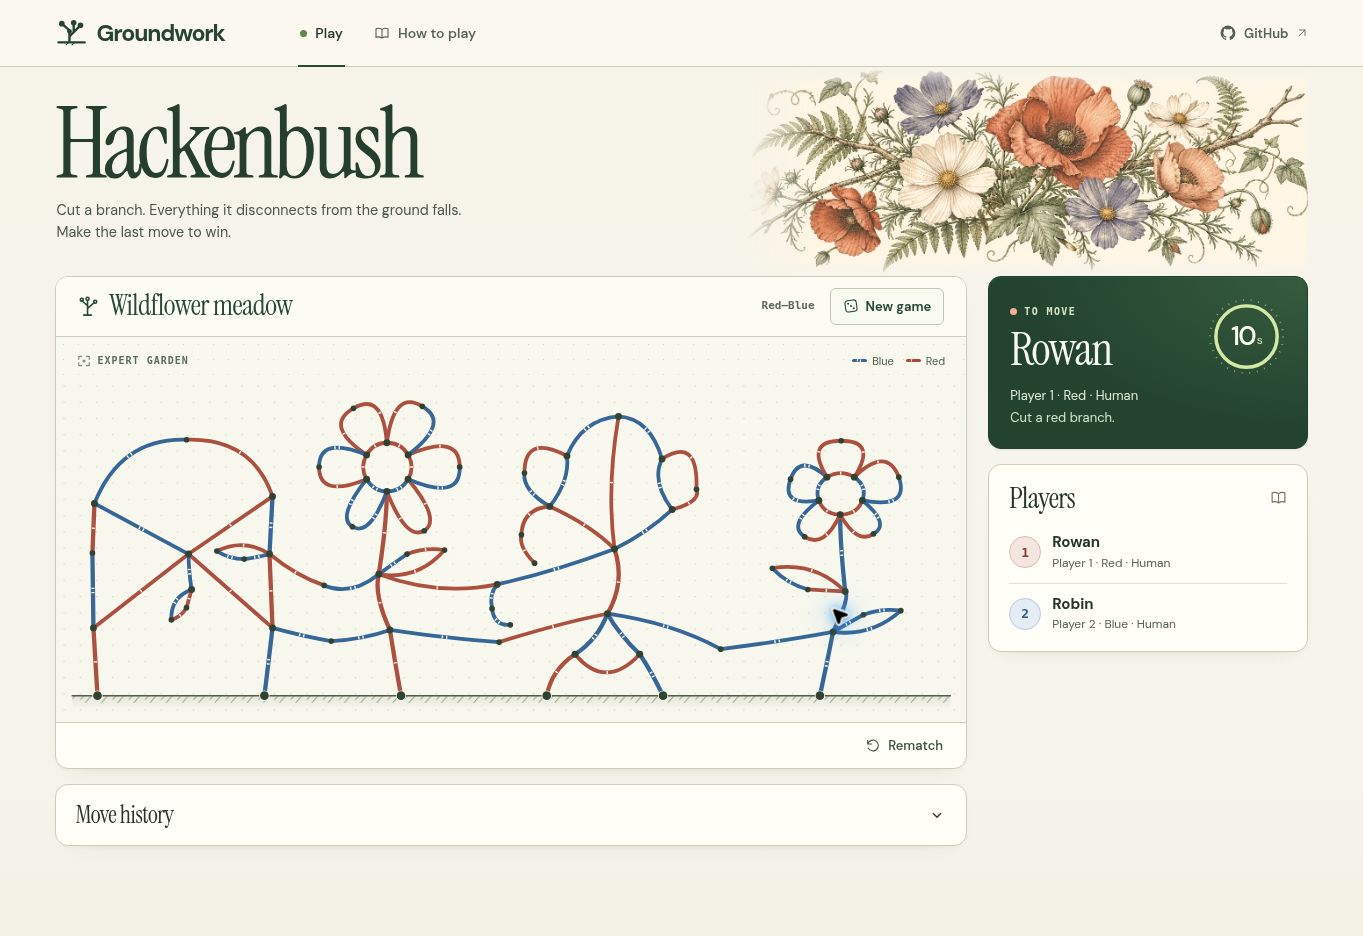 Groundwork
Play
How to play
GitHub
Hackenbush
Cut a branch. Everything it disconnects from the ground falls.
Make the last move to win.
Wildflower meadow
Red—Blue
New game
EXPERT GARDEN
Blue
Red
TO MOVE
Rowan
10s
Player 1 · Red · Human
Cut a red branch.
Players
1
Rowan
Player 1 · Red · Human
2
Robin
Player 2 · Blue · Human
Rematch
Move history